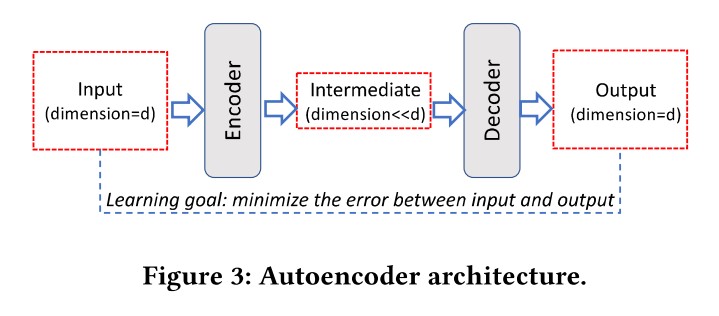 Input
(dimension=d)
Encoder
Intermediate
(dimension<<d)
Decoder
Output
(dimension=d)
Learning goal: minimize the error between input and output
Figure 3: Autoencoder architecture.